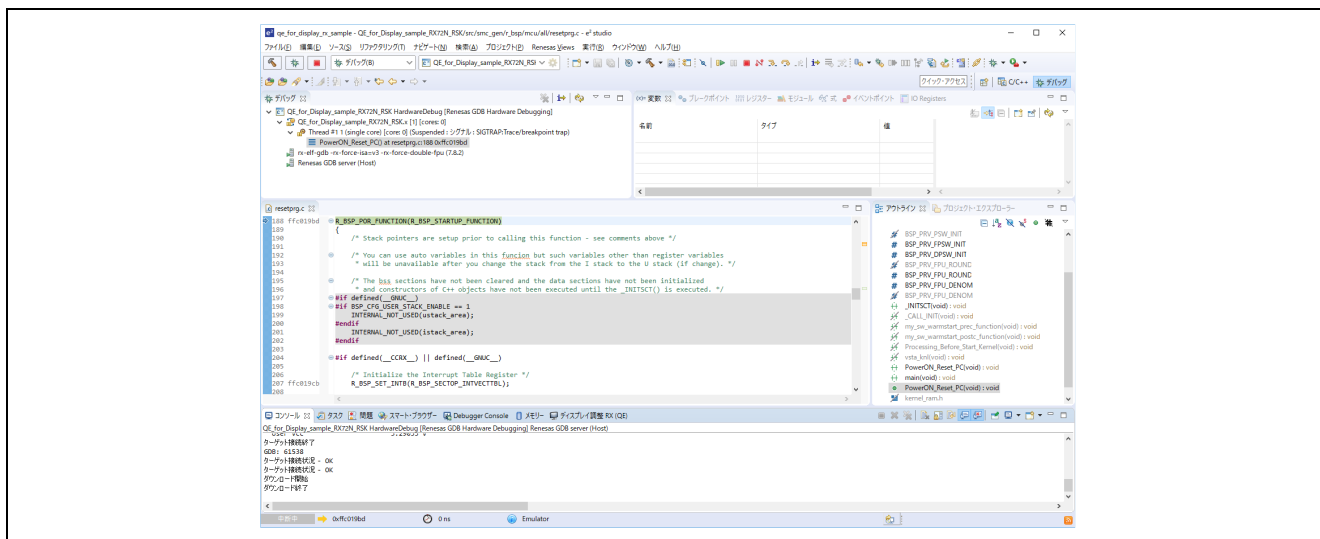 qe_for_display_rx_sample - QE_for_Display_sample_RX72N_RSK/src/smc_gen/r_bsp/mcu/all/resetprg.c - e² studio
ファイル(F) 編集(E) ソース(S) リファクタリング(T) ナビゲート(N) 検索(A) プロジェクト(P) Renesas Views 実行(R) ウィンドウ(W) ヘルプ(H)
デバッグ(B) QE_for_Display_sample_RX72N_RSI
クイック・アクセス C/C++ デバッグ
デバッグ
QE_for_Display_sample_RX72N_RSK HardwareDebug [Renesas GDB Hardware Debugging]
QE_for_Display_sample_RX72N_RSK.x [1] [cores: 0]
Thread #1 1 (single core) [core: 0] (Suspended : シグナル : SIGTRAP:Trace/breakpoint trap)
PowerON_Reset_PC() at resetprg.c:188 0xffc019bd
rx-elf-gdb -rx-force-isa=v3 -rx-force-double-fpu (7.8.2)
Renesas GDB server (Host)
(x)= 変数 ブレークポイント レジスター モジュール 式 イベントポイント IO Registers
名前 タイプ 値
resetprg.c
188 ffc019bd R_BSP_POR_FUNCTION(R_BSP_STARTUP_FUNCTION)
189 {
190 /* Stack pointers are setup prior to calling this function - see comments above */
191
192 /* You can use auto variables in this funcion but such variables other than register variables
193 * will be unavailable after you change the stack from the I stack to the U stack (if change). */
194
195 /* The bss sections have not been cleared and the data sections have not been initialized
196 * and constructors of C++ objects have not been executed until the _INITSCT() is executed. */
197 #if defined(__GNUC__)
198 #if BSP_CFG_USER_STACK_ENABLE == 1
199 INTERNAL_NOT_USED(ustack_area);
200 #endif
201 INTERNAL_NOT_USED(istack_area);
202 #endif
203
204 #if defined(__CCRX__) || defined(__GNUC__)
205
206 /* Initialize the Interrupt Table Register */
207 ffc019cb R_BSP_SET_INTB(R_BSP_SECTOP_INTVECTTBL);
208
アウトライン プロジェクト・エクスプローラー
BSP_PRV_PSW_INIT
BSP_PRV_FPSW_INIT
BSP_PRV_DPSW_INIT
BSP_PRV_FPU_ROUND
BSP_PRV_FPU_ROUND
BSP_PRV_FPU_DENOM
BSP_PRV_FPU_DENOM
_INITSCT(void) : void
_CALL_INIT(void) : void
my_sw_warmstart_prec_function(void) : void
my_sw_warmstart_postc_function(void) : void
Processing_Before_Start_Kernel(void) : void
vsta_knl(void) : void
PowerON_Reset_PC(void) : void
main(void) : void
PowerON_Reset_PC(void) : void
kernel_ram.h
コンソール タスク 問題 スマート・ブラウザー Debugger Console メモリー ディスプレイ調整 RX (QE)
QE_for_Display_sample_RX72N_RSK HardwareDebug [Renesas GDB Hardware Debugging] Renesas GDB server (Host)
ターゲット接続終了
GDB: 61538
ターゲット接続状況 - OK
ターゲット接続状況 - OK
ダウンロード開始
ダウンロード終了
中断中 0xffc019bd 0 ns Emulator